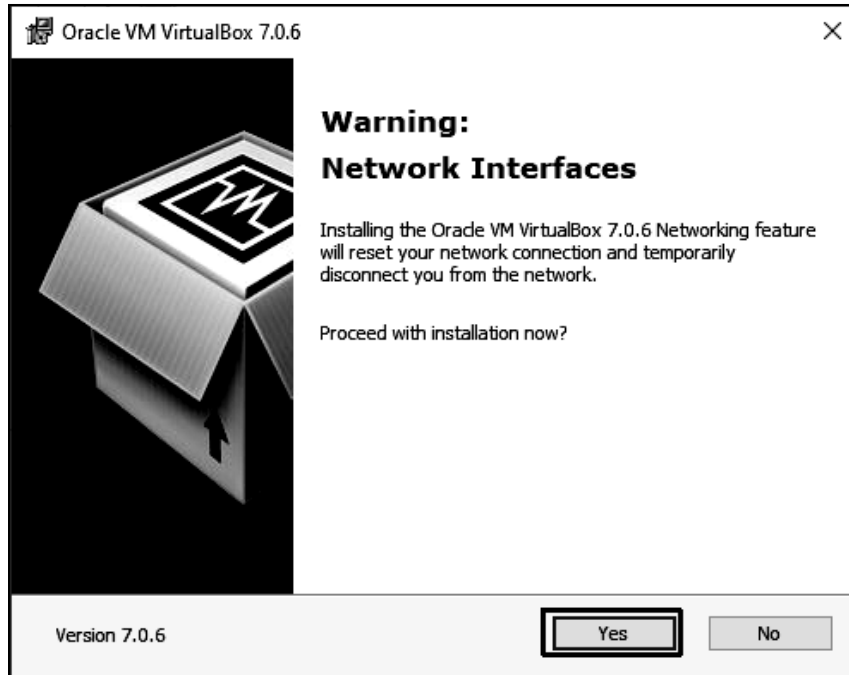 Oracle VM VirtualBox 7.0.6
Warning:
Network Interfaces
Installing the Oracle VM VirtualBox 7.0.6 Networking feature
will reset your network connection and temporarily
disconnect you from the network.
Proceed with installation now?
Version 7.0.6
Yes
No